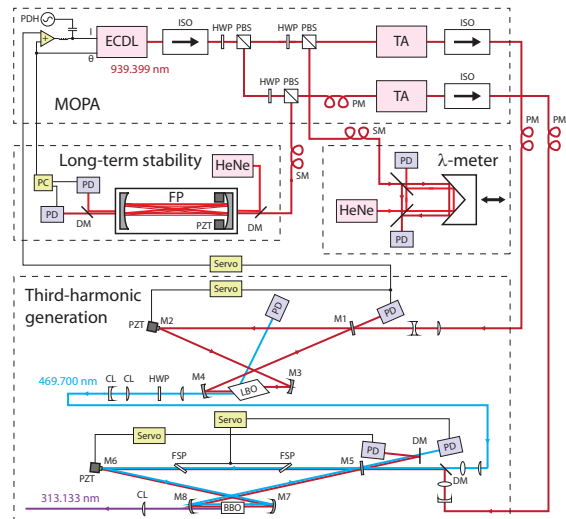 PDH
I
θ
+
ECDL
939.399 nm
ISO
HWP PBS
HWP PBS
TA
ISO
HWP PBS
PM
TA
ISO
MOPA
PM
PM
SM
SM
Long-term stability
HeNe
PC
PD
PD
DM
FP
PZT
DM
λ-meter
PD
HeNe
PD
Servo
Third-harmonic
generation
Servo
PD
PD
M2
PZT
M1
M4
LBO
M3
469.700 nm
CL
CL
HWP
Servo
Servo
PD
DM
PD
M6
PZT
FSP
FSP
M5
DM
313.133 nm
CL
M8
BBO
M7